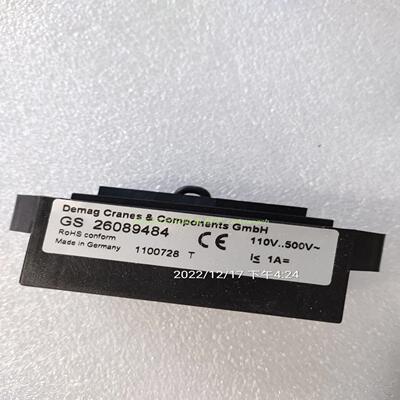 Demag Cranes & Components GmbH
GS 26089484
RoHS conform
Made in Germany
1100728 T
CE
110V..500V~
I≤ 1A=
2022/12/17 下午4:24